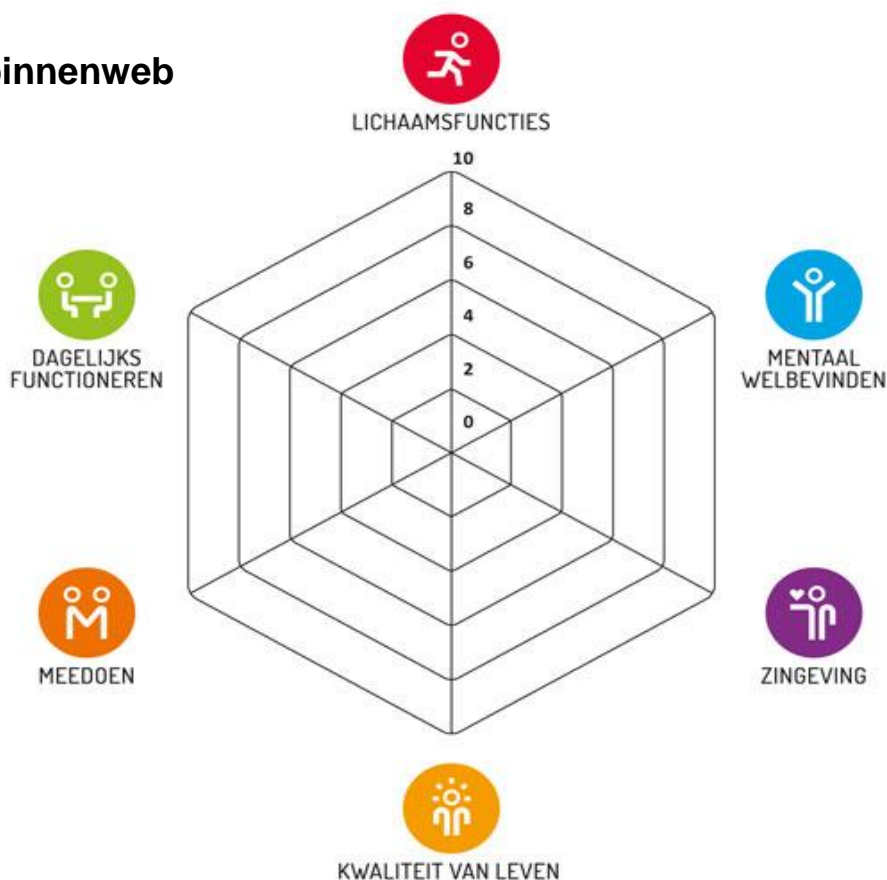 pinnenweb
LICHAAMSFUNCTIES
10
8
6
4
2
0
DAGELIJKS
FUNCTIONEREN
MENTAAL
WELBEVINDEN
MEEDOEN
ZINGEVING
KWALITEIT VAN LEVEN